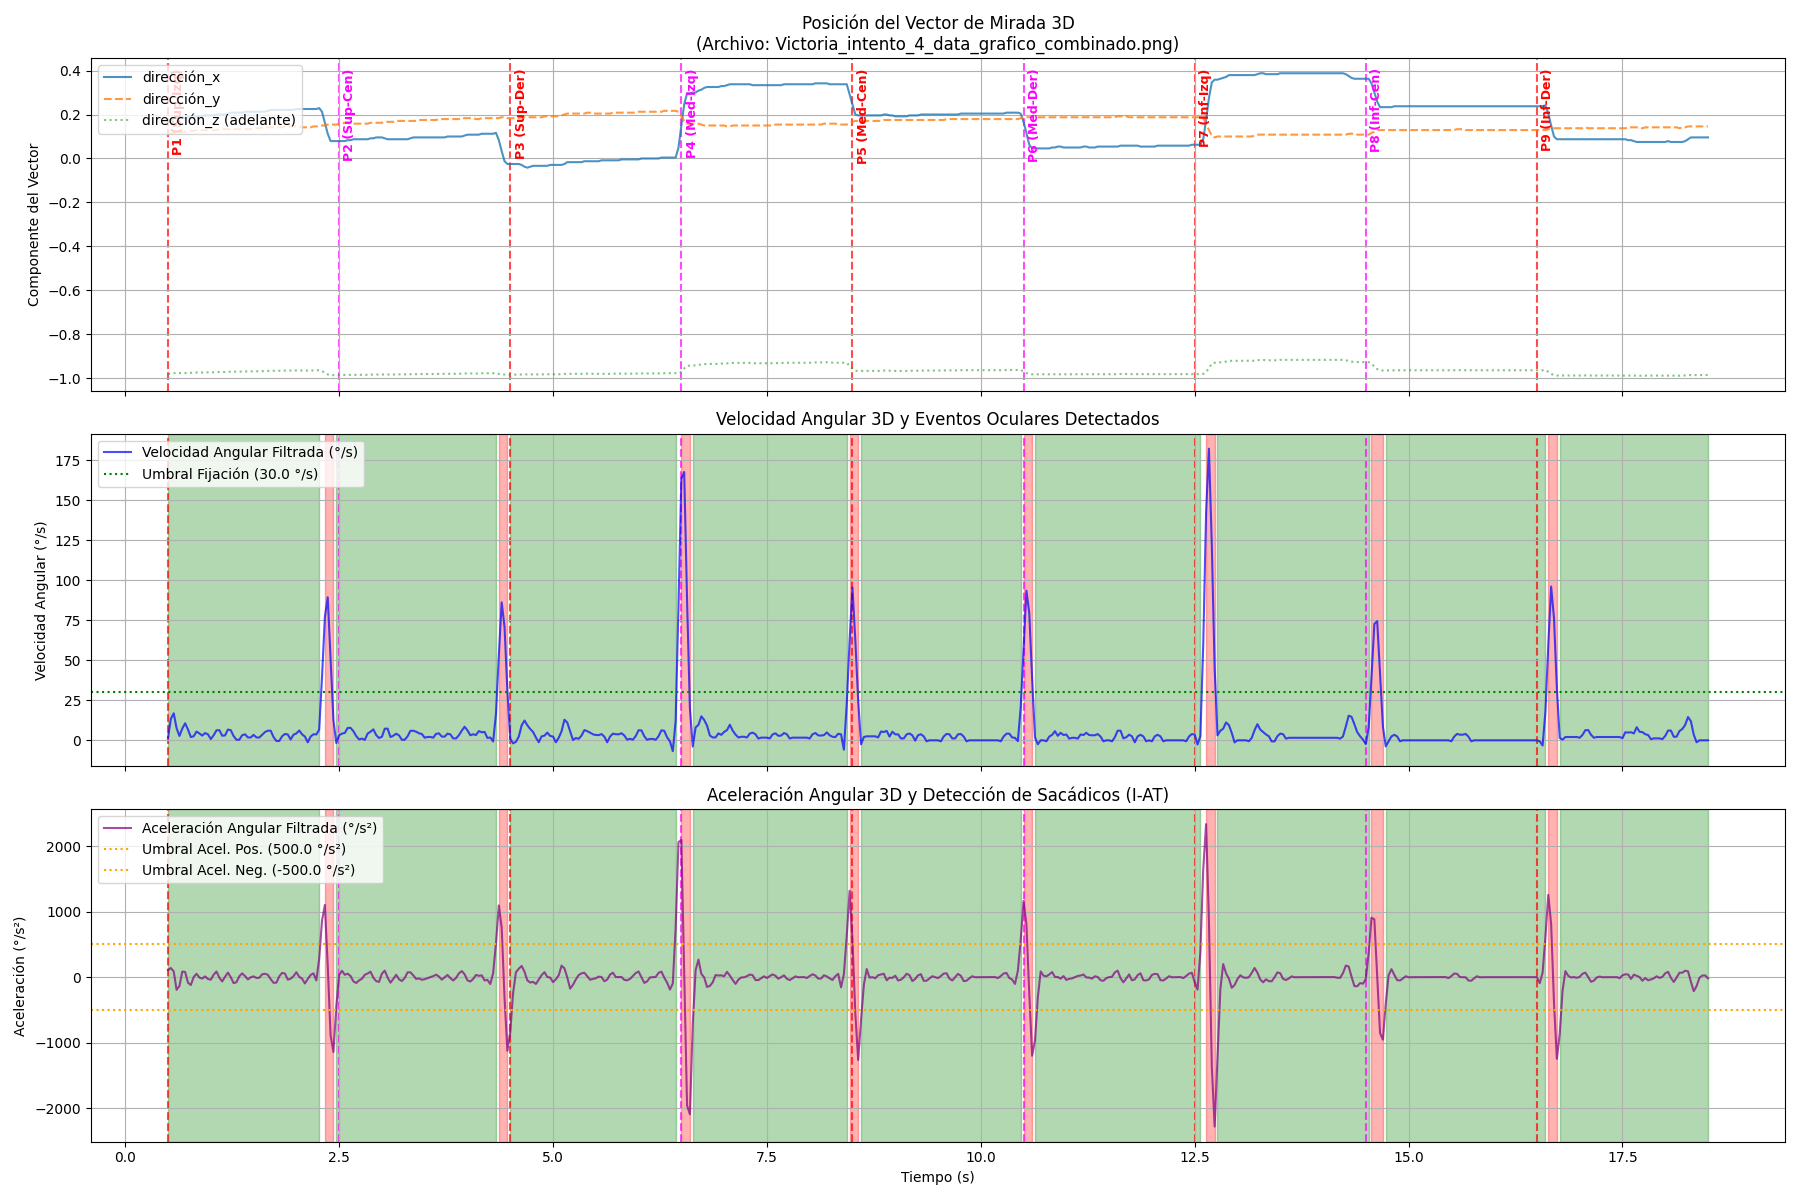 Posición del Vector de Mirada 3D
(Archivo: Victoria_intento_4_data_grafico_combinado.png)
dirección_x
dirección_y
dirección_z (adelante)
P2 (Sup-Cen)
P3 (Sup-Der)
P4 (Med-Izq)
P5 (Med-Cen)
P6 (Med-Der)
P7 (Inf-Izq)
P8 (Inf-Cen)
P9 (Inf-Der)
P1 (Sup-Izq)
Componente del Vector
0.4
0.2
0.0
−0.2
−0.4
−0.6
−0.8
−1.0
Velocidad Angular 3D y Eventos Oculares Detectados
Velocidad Angular Filtrada (°/s)
Umbral Fijación (30.0 °/s)
Velocidad Angular (°/s)
175
150
125
100
75
50
25
0
Aceleración Angular 3D y Detección de Sacádicos (I-AT)
Aceleración Angular Filtrada (°/s²)
Umbral Acel. Pos. (500.0 °/s²)
Umbral Acel. Neg. (-500.0 °/s²)
Aceleración (°/s²)
2000
1000
0
−1000
−2000
0.0 2.5 5.0 7.5 10.0 12.5 15.0 17.5
Tiempo (s)